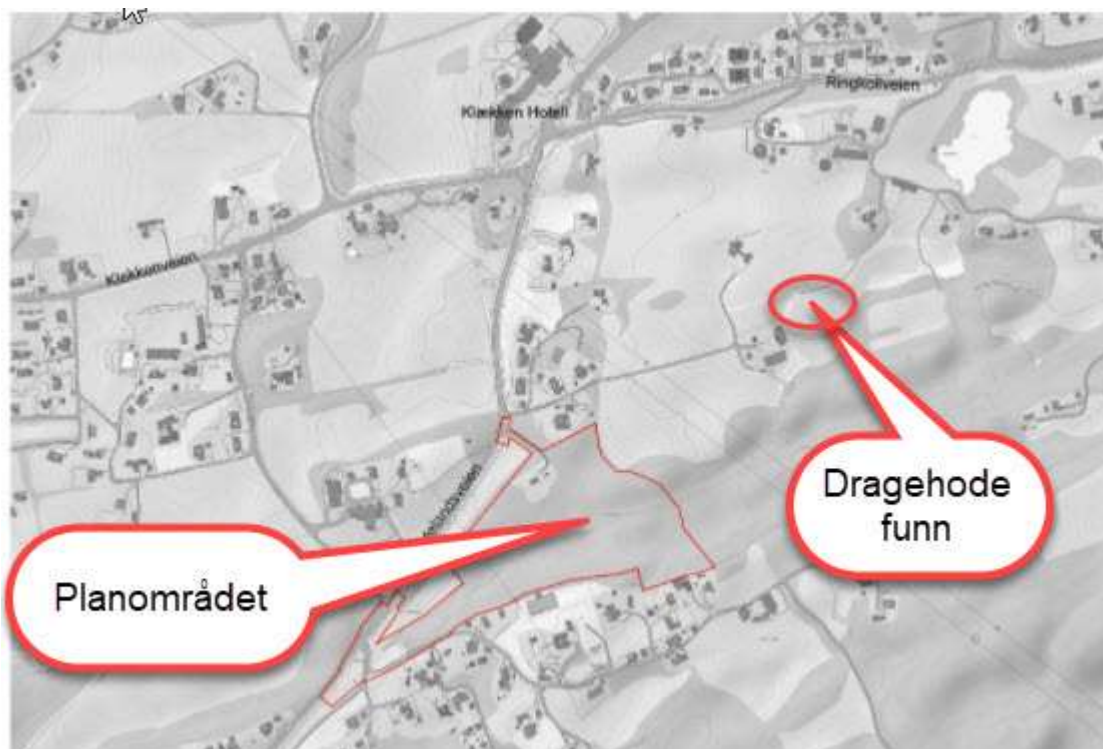 Ringkollveien
Klækken Hotell
Klekkenveien
Dragehode
funn
Planområdet